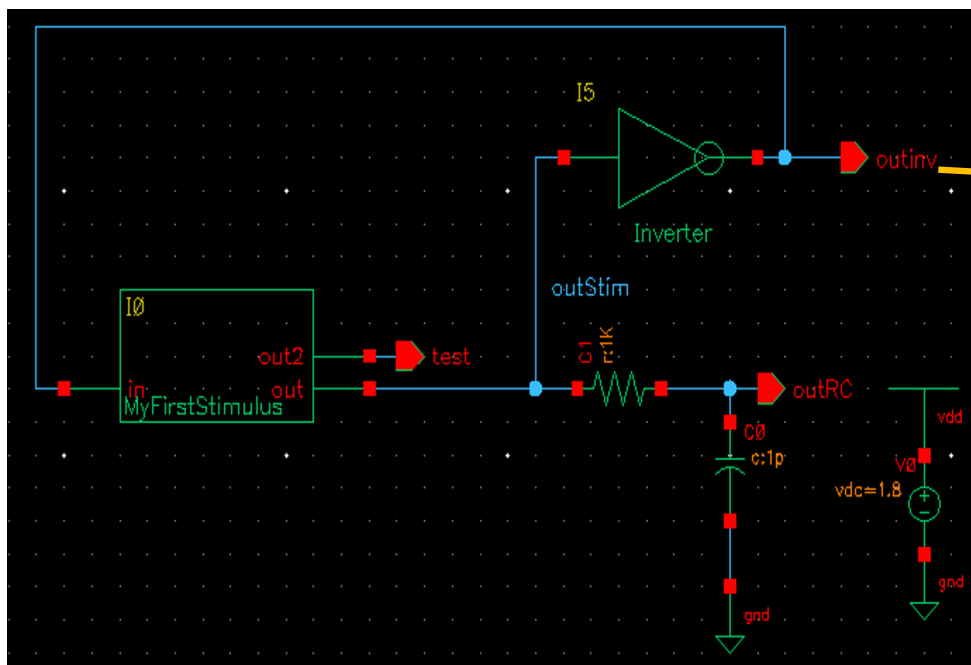 I5
outinv
Inverter
outStim
I0
out2
test
in
out
MyFirstStimulus
C1
r:1K
outRC
C0
c:1p
gnd
vdd
V0
vdc=1.8
gnd